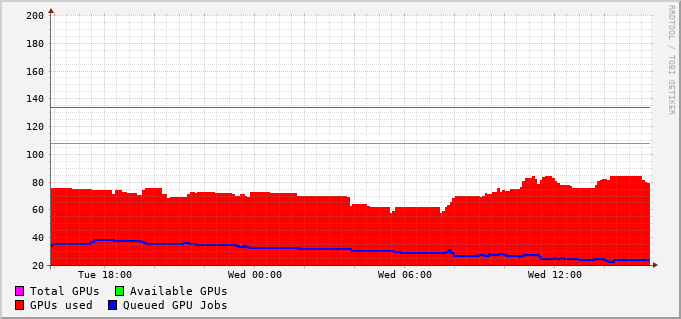 RRDTOOL / TOBI OETIKER
200
180
160
140
120
100
80
60
40
20
Tue 18:00 Wed 00:00 Wed 06:00 Wed 12:00
Total GPUs Available GPUs
GPUs used Queued GPU Jobs